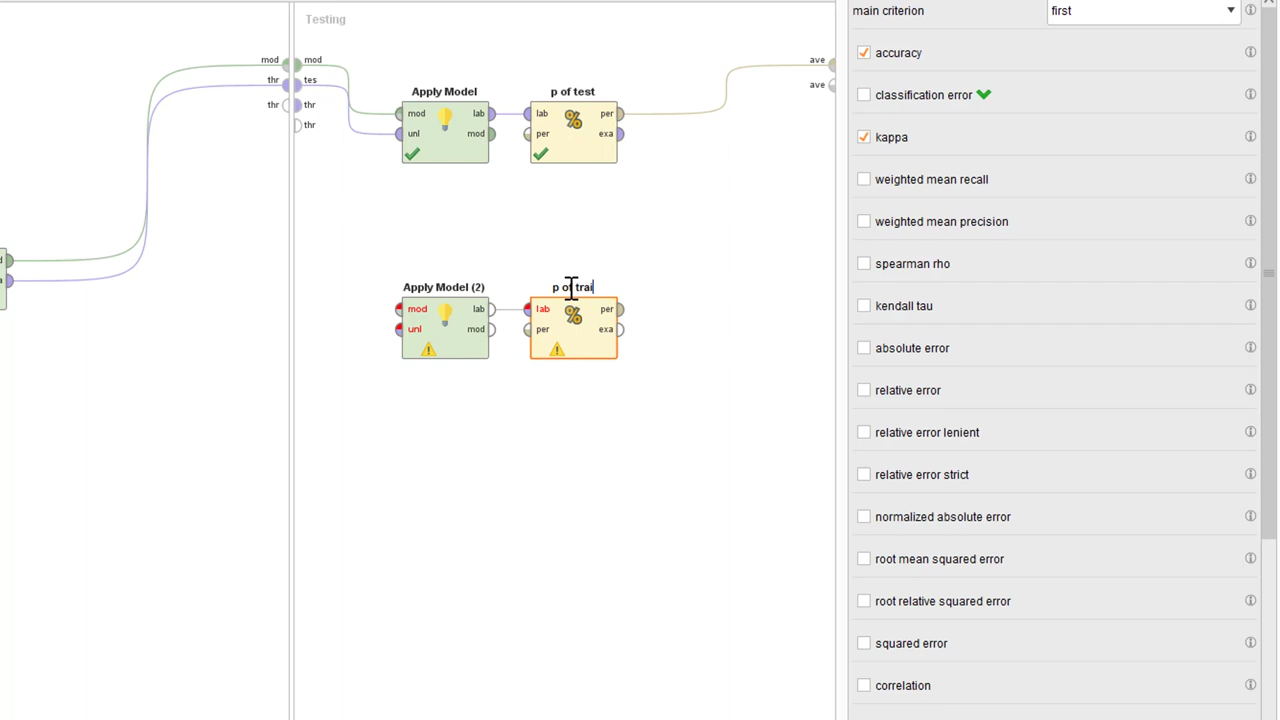 Testing
mod
mod
thr
tes
thr
thr
thr
Apply Model
mod
lab
unl
mod
p of test
lab
per
per
exa
ave
ave
Apply Model (2)
mod
lab
unl
mod
p of trai
lab
per
per
exa
main criterion
first
accuracy
classification error
kappa
weighted mean recall
weighted mean precision
spearman rho
kendall tau
absolute error
relative error
relative error lenient
relative error strict
normalized absolute error
root mean squared error
root relative squared error
squared error
correlation